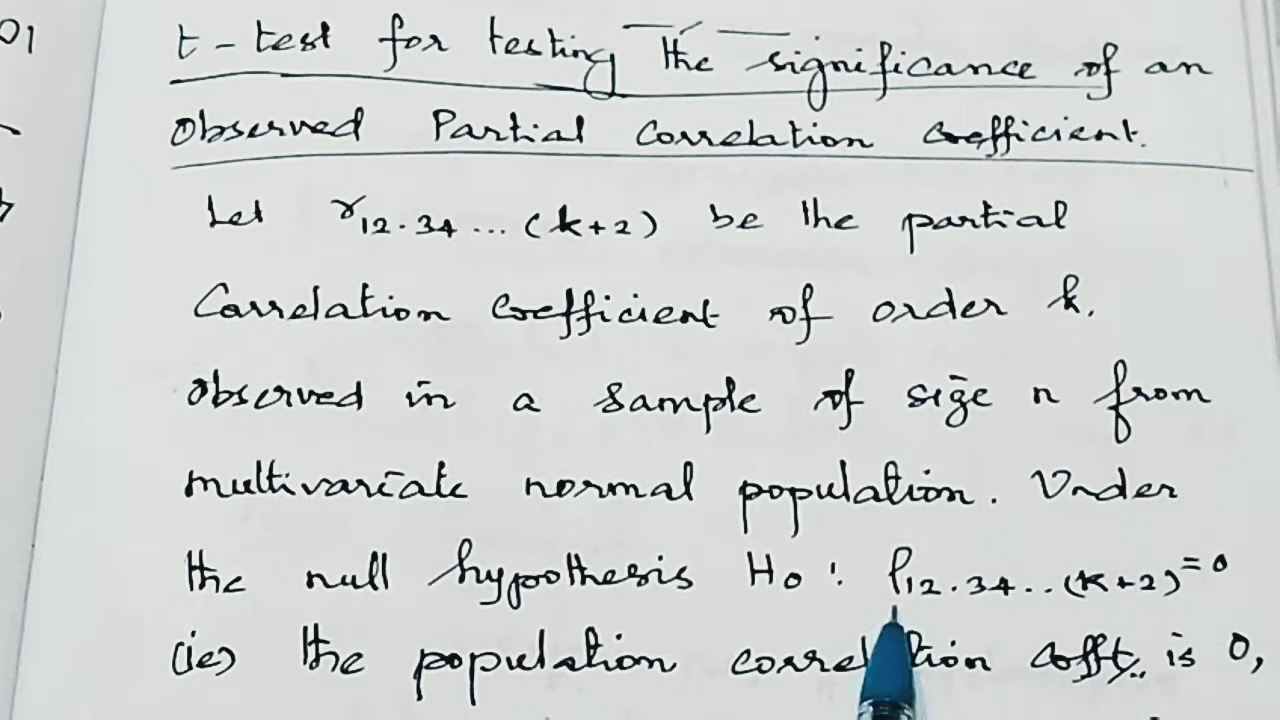 t-test for testing the significance of an
Observed Partial Correlation coefficient.
Let r12.34...(k+2) be the partial
Correlation Coefficient of order k.
Observed in a sample of size n from
multivariate normal population. Under
the null hypothesis H0: ρ12.34..(k+2)=0
(ie) the population correlation cofft. is 0,
01